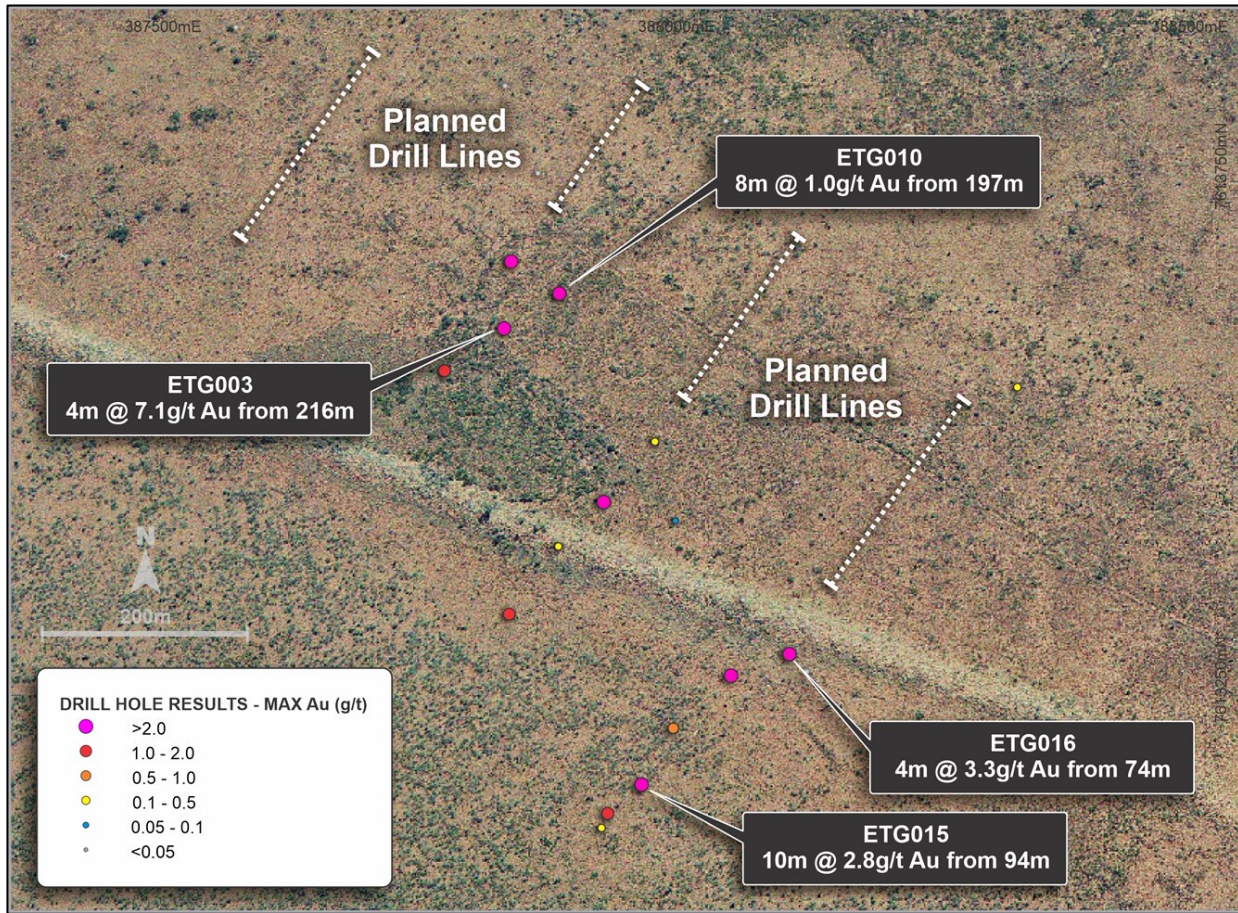 387500mE
388000mE
388500mE
Planned
Drill Lines
ETG010
8m @ 1.0g/t Au from 197m
ETG003
4m @ 7.1g/t Au from 216m
Planned
Drill Lines
N
200m
ETG016
4m @ 3.3g/t Au from 74m
ETG015
10m @ 2.8g/t Au from 94m
DRILL HOLE RESULTS - MAX Au (g/t)
>2.0
1.0 - 2.0
0.5 - 1.0
0.1 - 0.5
0.05 - 0.1
<0.05